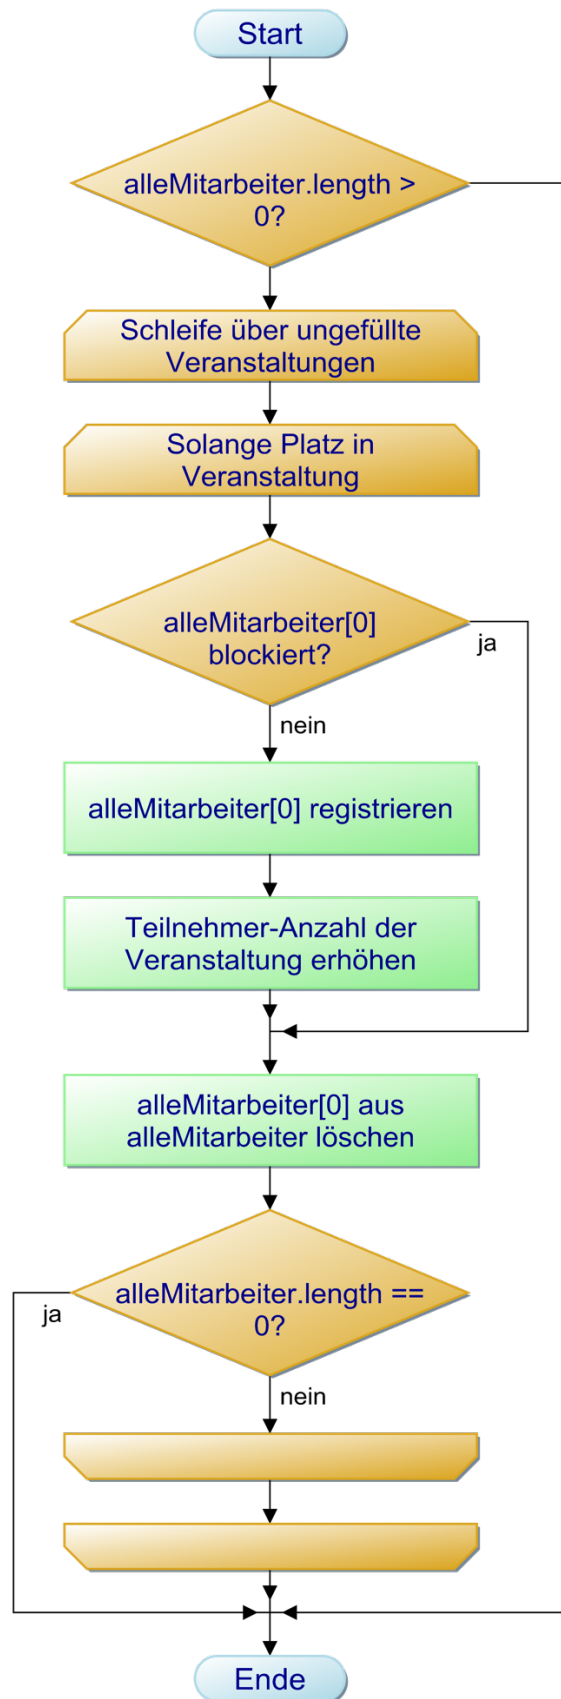 Start
alleMitarbeiter.length >
0?
Schleife über ungefüllte
Veranstaltungen
Solange Platz in
Veranstaltung
alleMitarbeiter[0]
blockiert?
ja
nein
alleMitarbeiter[0] registrieren
Teilnehmer-Anzahl der
Veranstaltung erhöhen
alleMitarbeiter[0] aus
alleMitarbeiter löschen
alleMitarbeiter.length ==
0?
ja
nein
Ende